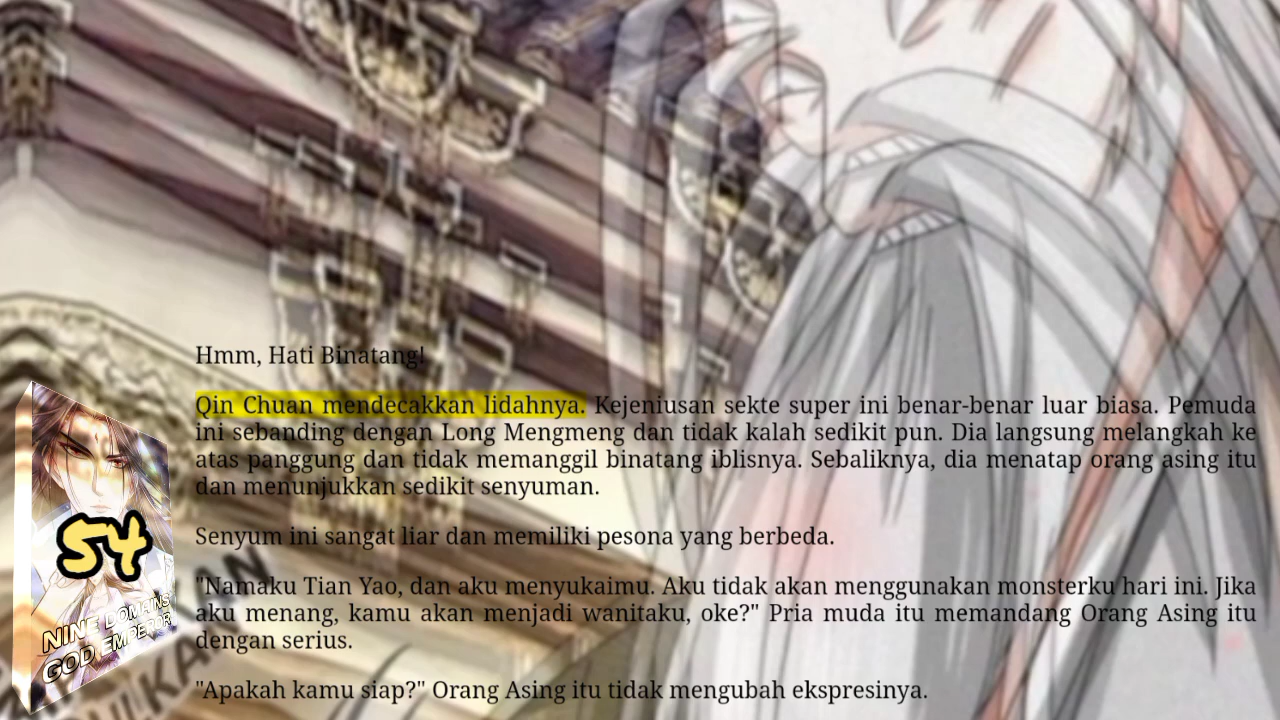 Hmm, Hati Binatang!
Qin Chuan mendecakkan lidahnya. Kejeniusan sekte super ini benar-benar luar biasa. Pemuda
ini sebanding dengan Long Mengmeng dan tidak kalah sedikit pun. Dia langsung melangkah ke
atas panggung dan tidak memanggil binatang iblisnya. Sebaliknya, dia menatap orang asing itu
dan menunjukkan sedikit senyuman.
Senyum ini sangat liar dan memiliki pesona yang berbeda.
"Namaku Tian Yao, dan aku menyukaimu. Aku tidak akan menggunakan monsterku hari ini. Jika
aku menang, kamu akan menjadi wanitaku, oke?" Pria muda itu memandang Orang Asing itu
dengan serius.
"Apakah kamu siap?" Orang Asing itu tidak mengubah ekspresinya.
54
NINE DOMAINS
GOD EMPEROR